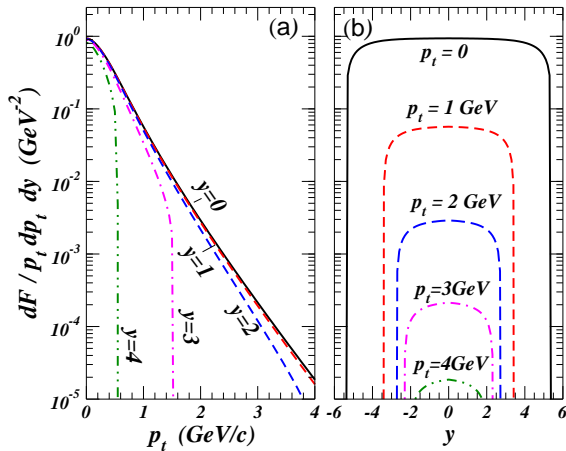 (a)
(b)
dF / p_t dp_t dy (GeV^-2)
10^0
10^-1
10^-2
10^-3
10^-4
10^-5
y=0
y=1
y=2
y=3
y=4
p_t = 0
p_t = 1 GeV
p_t = 2 GeV
p_t=3GeV
p_t=4GeV
0 1 2 3 4
-6 -4 -2 0 2 4 6
p_t (GeV/c)
y